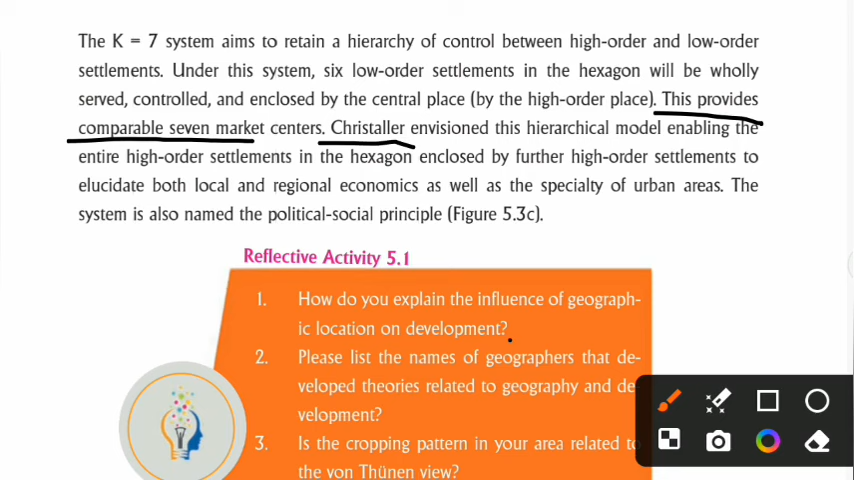 The K = 7 system aims to retain a hierarchy of control between high-order and low-order
settlements. Under this system, six low-order settlements in the hexagon will be wholly
served, controlled, and enclosed by the central place (by the high-order place). This provides
comparable seven market centers. Christaller envisioned this hierarchical model enabling the
entire high-order settlements in the hexagon enclosed by further high-order settlements to
elucidate both local and regional economics as well as the specialty of urban areas. The
system is also named the political-social principle (Figure 5.3c).
Reflective Activity 5.1
1. How do you explain the influence of geograph-
ic location on development?
2. Please list the names of geographers that de-
veloped theories related to geography and de-
velopment?
3. Is the cropping pattern in your area related to
the von Thünen view?